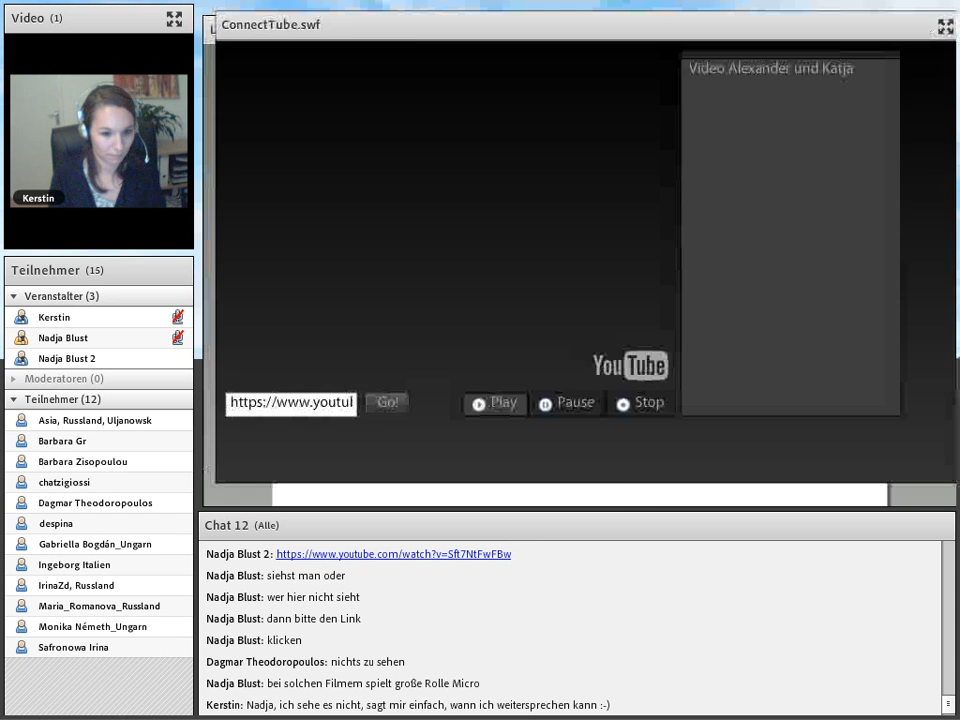 Video (1)
Kerstin
Teilnehmer (15)
Veranstalter (3)
Kerstin
Nadja Blust
Nadja Blust 2
Moderatoren (0)
Teilnehmer (12)
Asia, Russland, Uljanowsk
Barbara Gr
Barbara Zisopoulou
chatzigiossi
Dagmar Theodoropoulos
despina
Gabriella Bogdán_Ungarn
Ingeborg Italien
IrinaZd, Russland
Maria_Romanova_Russland
Monika Németh_Ungarn
Safronowa Irina
ConnectTube.swf
Video Alexander und Katja
YouTube
https://www.youtul
Go!
Play
Pause
Stop
Chat 12 (Alle)
Nadja Blust 2: https://www.youtube.com/watch?v=Sft7NtFwFBw
Nadja Blust: siehst man oder
Nadja Blust: wer hier nicht sieht
Nadja Blust: dann bitte den Link
Nadja Blust: klicken
Dagmar Theodoropoulos: nichts zu sehen
Nadja Blust: bei solchen Filmem spielt große Rolle Micro
Kerstin: Nadja, ich sehe es nicht, sagt mir einfach, wann ich weitersprechen kann :-)